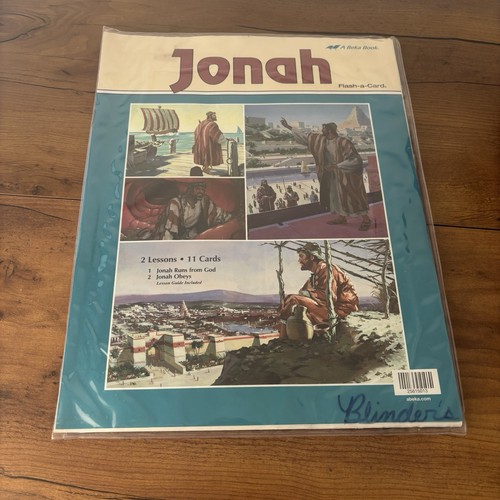 A Beka Book.
Jonah
Flash-a-Card.
2 Lessons • 11 Cards
1 Jonah Runs from God
2 Jonah Obeys
Lesson Guide Included
abeka.com
Blinder's